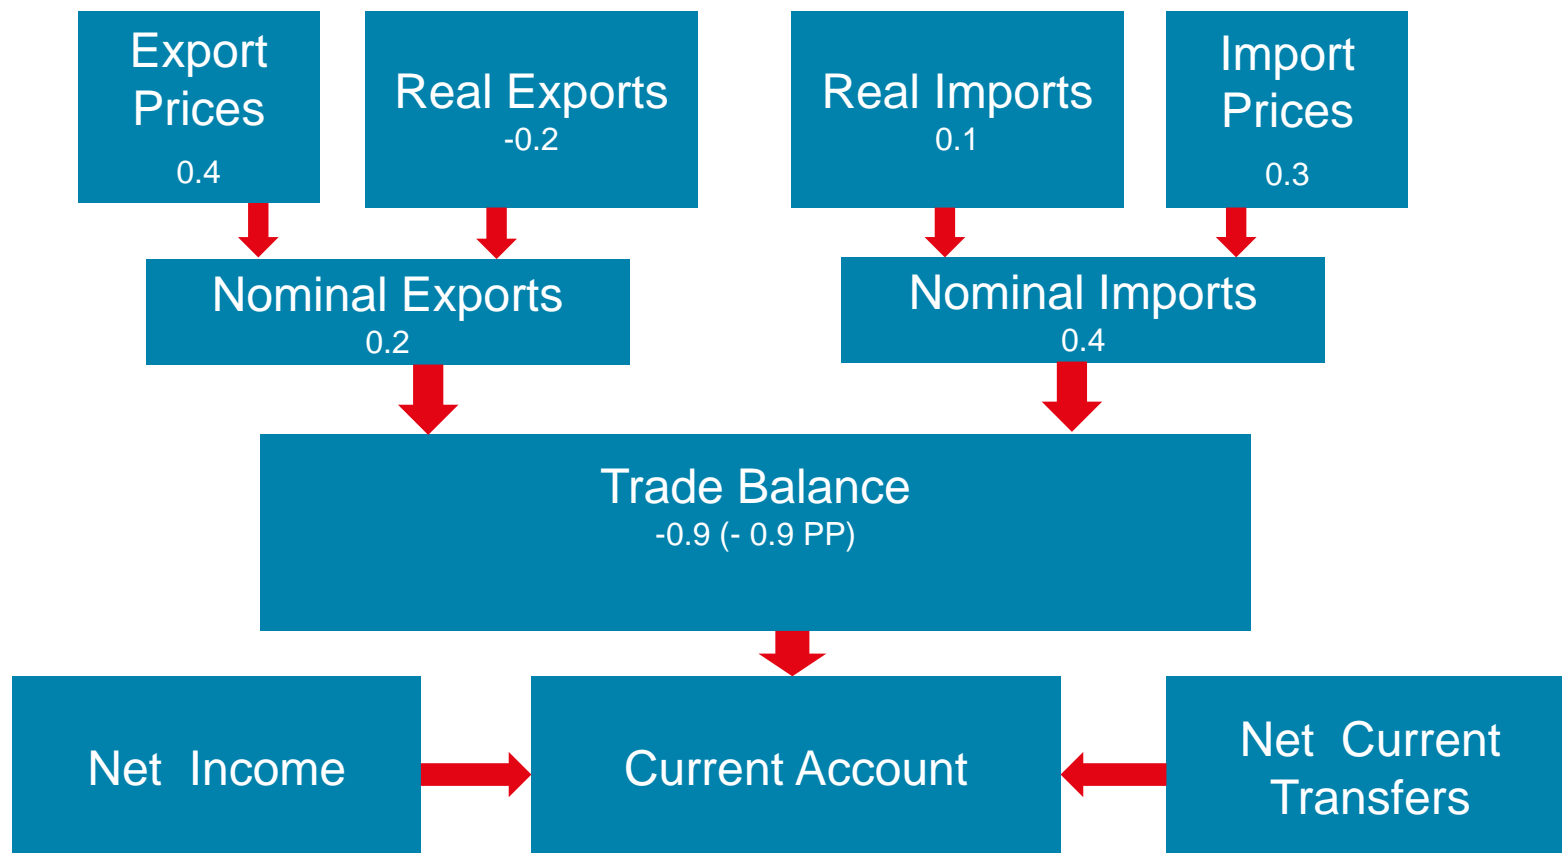 Export
Prices
0.4
Real Exports
-0.2
Real Imports
0.1
Import
Prices
0.3
Nominal Exports
0.2
Nominal Imports
0.4
Trade Balance
-0.9 (- 0.9 PP)
Net  Income
Current Account
Net  Current
Transfers